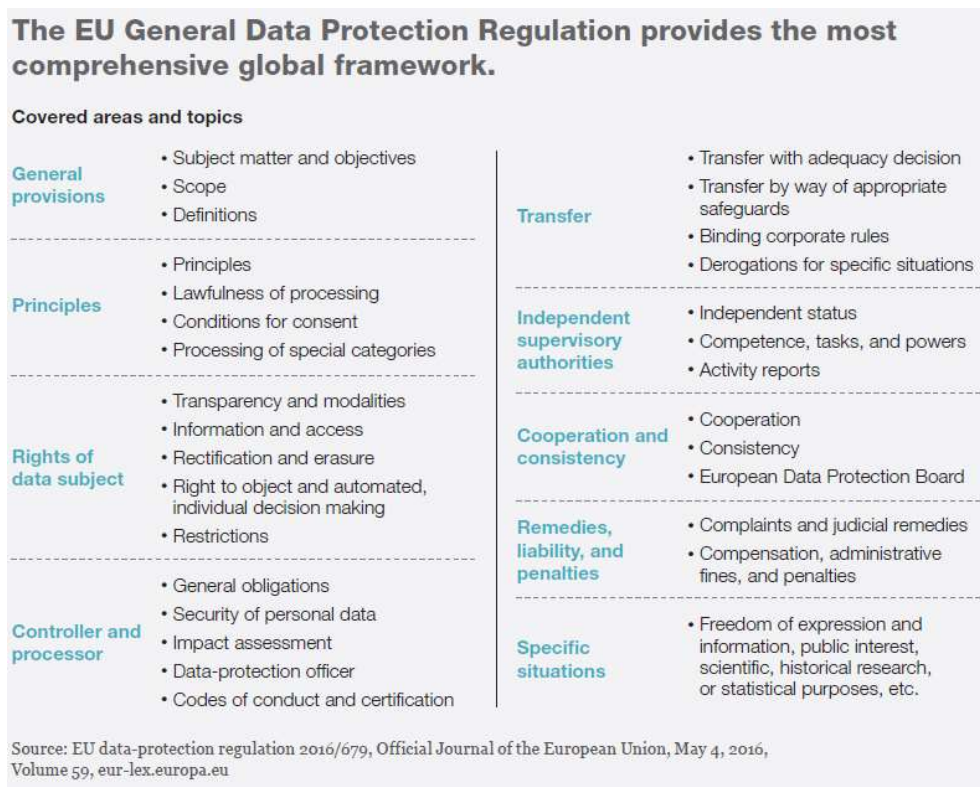 The EU General Data Protection Regulation provides the most
comprehensive global framework.
Covered areas and topics
General
provisions
• Subject matter and objectives
• Scope
• Definitions
Principles
• Principles
• Lawfulness of processing
• Conditions for consent
• Processing of special categories
Rights of
data subject
• Transparency and modalities
• Information and access
• Rectification and erasure
• Right to object and automated,
individual decision making
• Restrictions
Controller and
processor
• General obligations
• Security of personal data
• Impact assessment
• Data-protection officer
• Codes of conduct and certification
Transfer
• Transfer with adequacy decision
• Transfer by way of appropriate
safeguards
• Binding corporate rules
• Derogations for specific situations
Independent
supervisory
authorities
• Independent status
• Competence, tasks, and powers
• Activity reports
Cooperation and
consistency
• Cooperation
• Consistency
• European Data Protection Board
Remedies,
liability, and
penalties
• Complaints and judicial remedies
• Compensation, administrative
fines, and penalties
Specific
situations
• Freedom of expression and
information, public interest,
scientific, historical research,
or statistical purposes, etc.
Source: EU data-protection regulation 2016/679, Official Journal of the European Union, May 4, 2016,
Volume 59, eur-lex.europa.eu